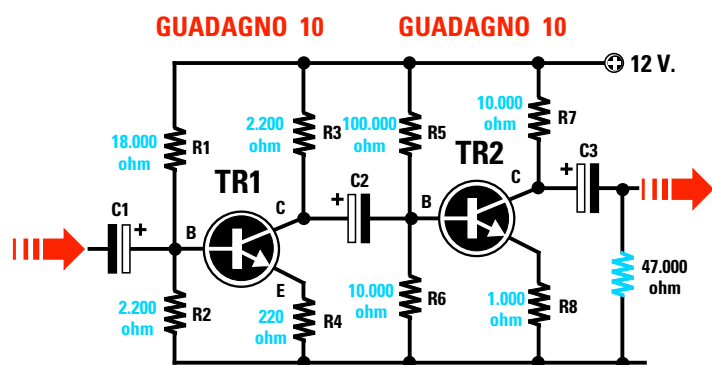 GUADAGNO 10
GUADAGNO 10
12 V.
18.000
ohm
R1
2.200
ohm
R3
100.000
ohm
R5
10.000
ohm
R7
TR1
TR2
C1
+
B
C
E
+
C2
B
C
+
C3
2.200
ohm
R2
220
ohm
R4
10.000
ohm
R6
1.000
ohm
R8
47.000
ohm